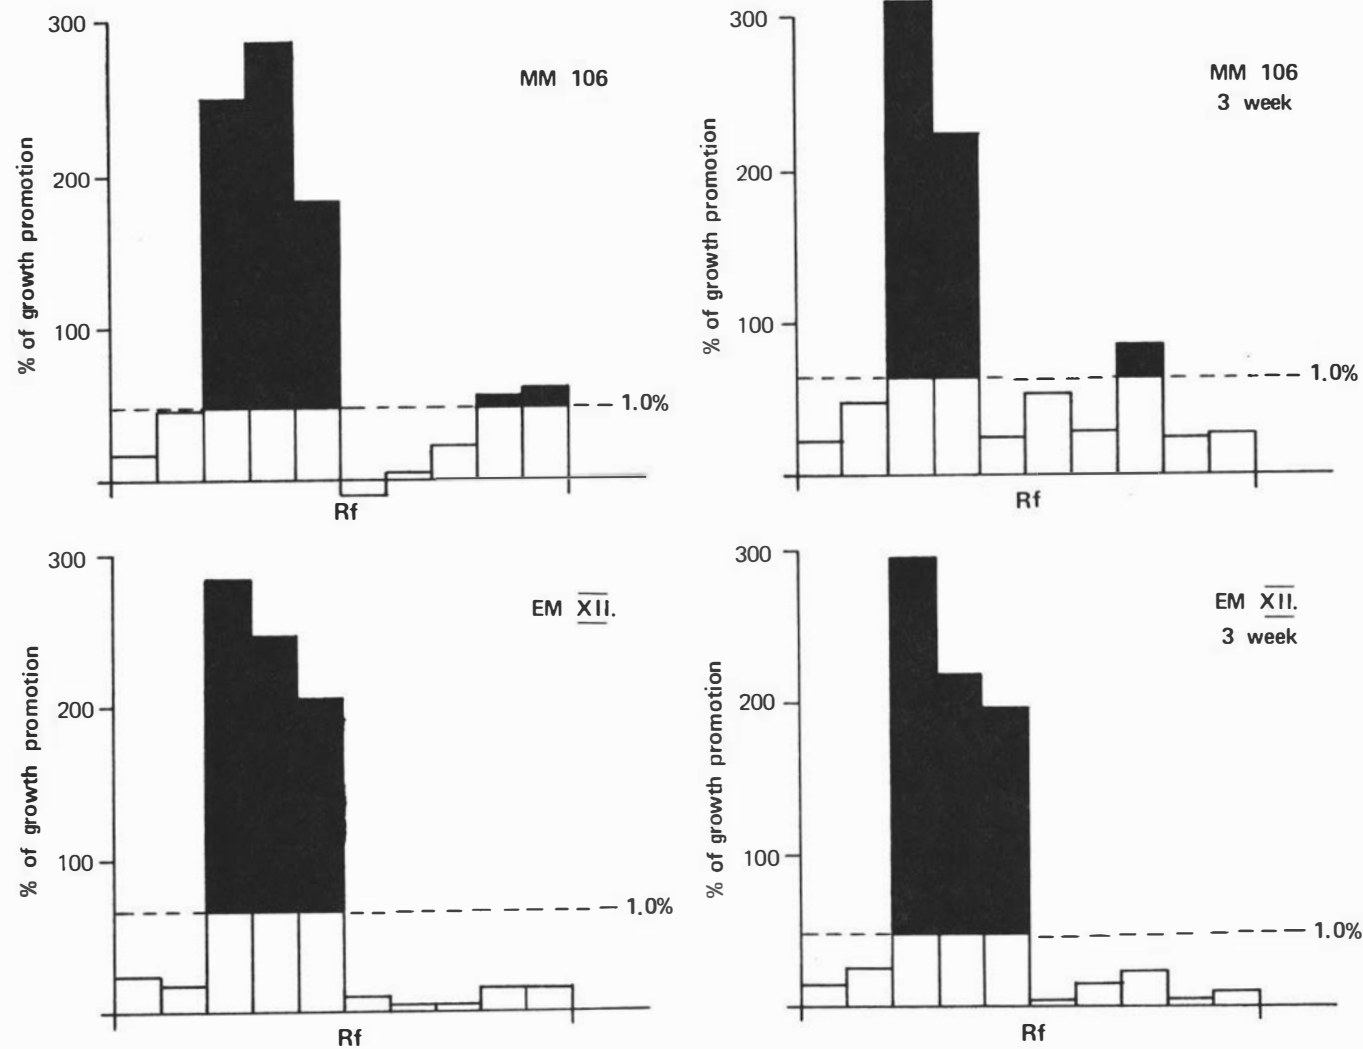 300
200
100
% of growth promotion
MM 106
1.0%
Rf
300
200
100
% of growth promotion
MM 106
3 week
1.0%
Rf
300
200
100
% of growth promotion
EM XII.
1.0%
Rf
300
200
100
% of growth promotion
EM XII.
3 week
1.0%
Rf